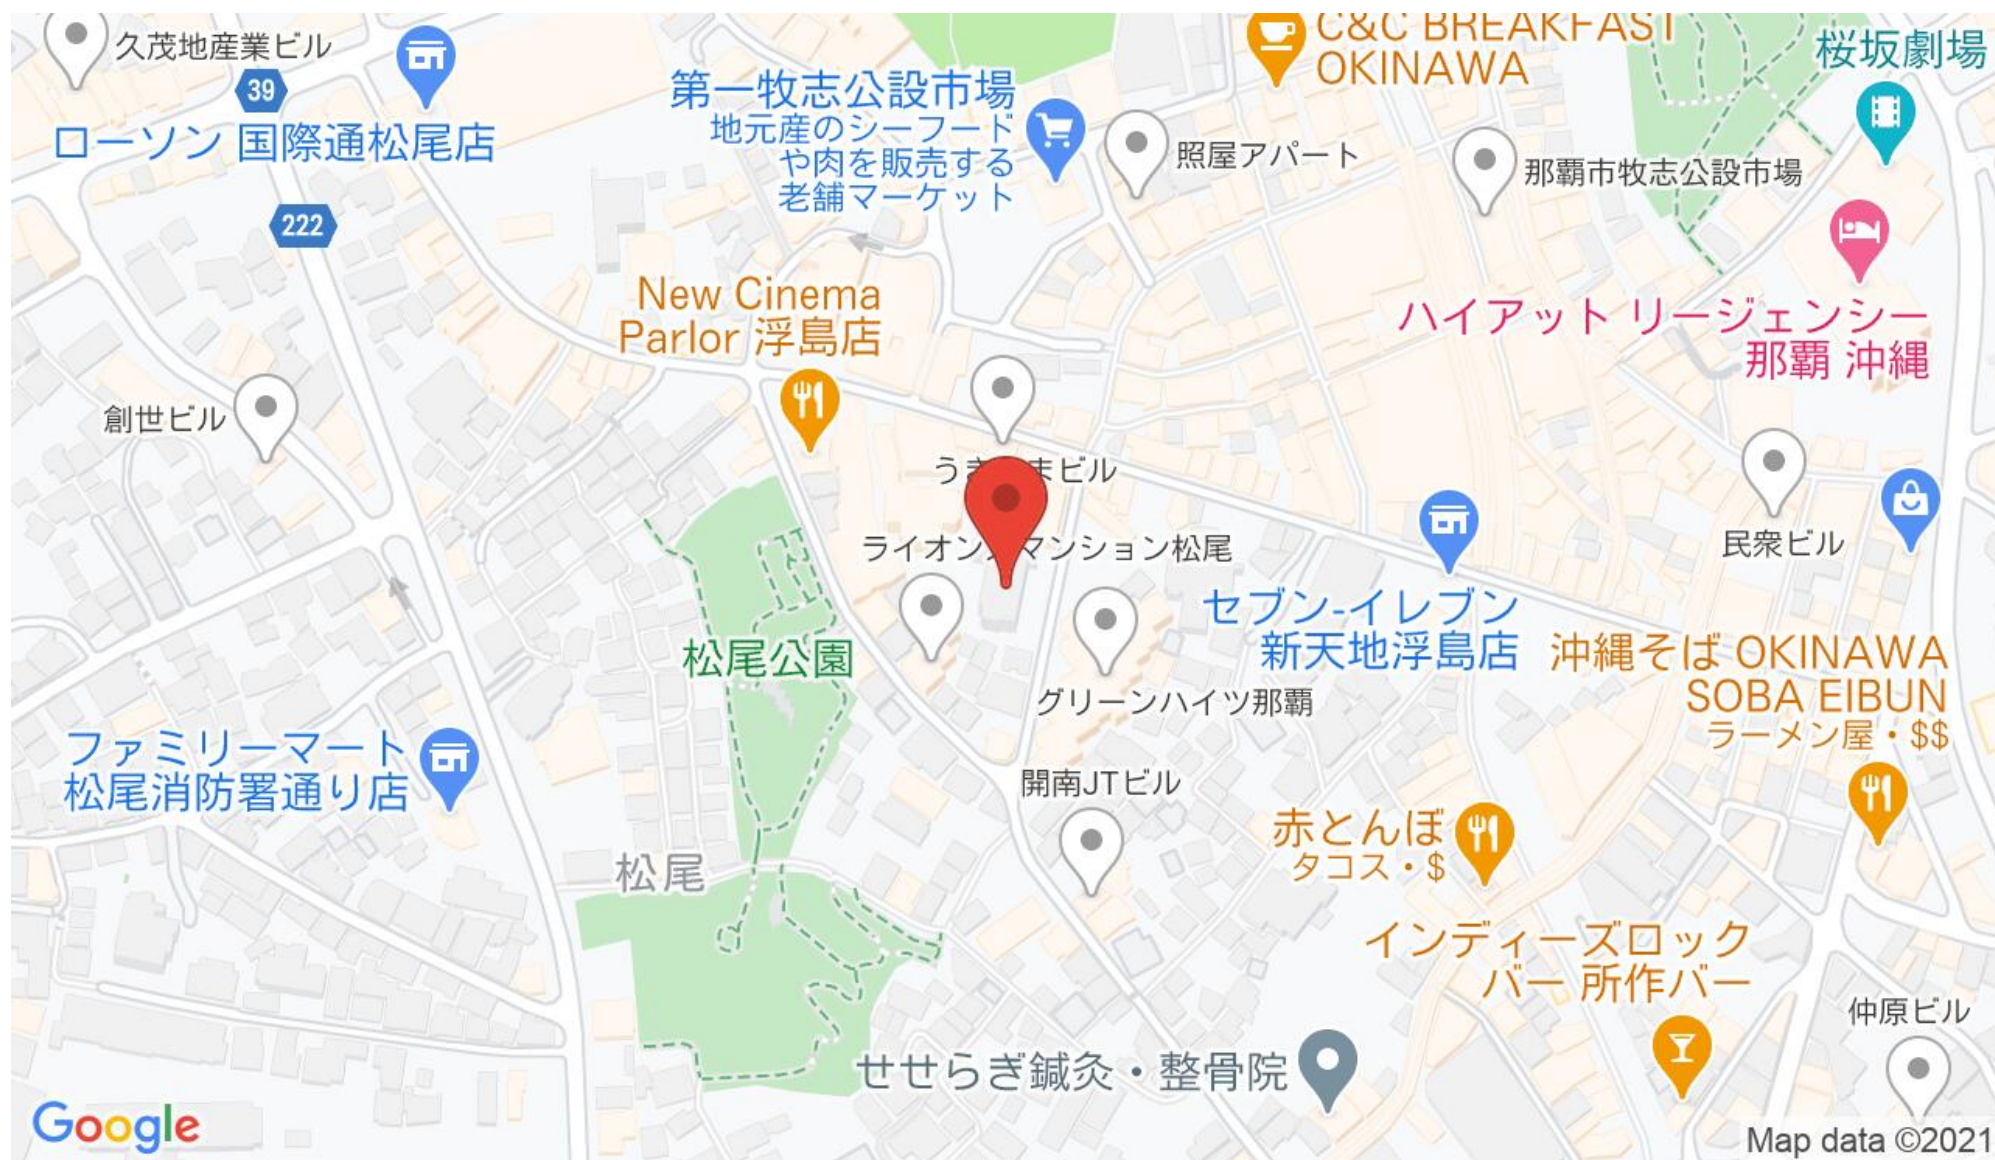 久茂地産業ビル
39
ローソン 国際通松尾店
222
第一牧志公設市場
地元産のシーフード
や肉を販売する
老舗マーケット
C&C BREAKFAST
OKINAWA
照屋アパート
那覇市牧志公設市場
桜坂劇場
ハイアット リージェンシー
那覇 沖縄
New Cinema
Parlor 浮島店
創世ビル
ライオンズマンション松尾
民衆ビル
セブン-イレブン
新天地浮島店
沖縄そば OKINAWA
SOBA EIBUN
ラーメン屋・$$
松尾公園
グリーンハイツ那覇
ファミリーマート
松尾消防署通り店
開南JTビル
赤とんぼ
タコス・$
松尾
インディーズロック
バー 所作バー
仲原ビル
せせらぎ鍼灸・整骨院
Google
Map data ©2021